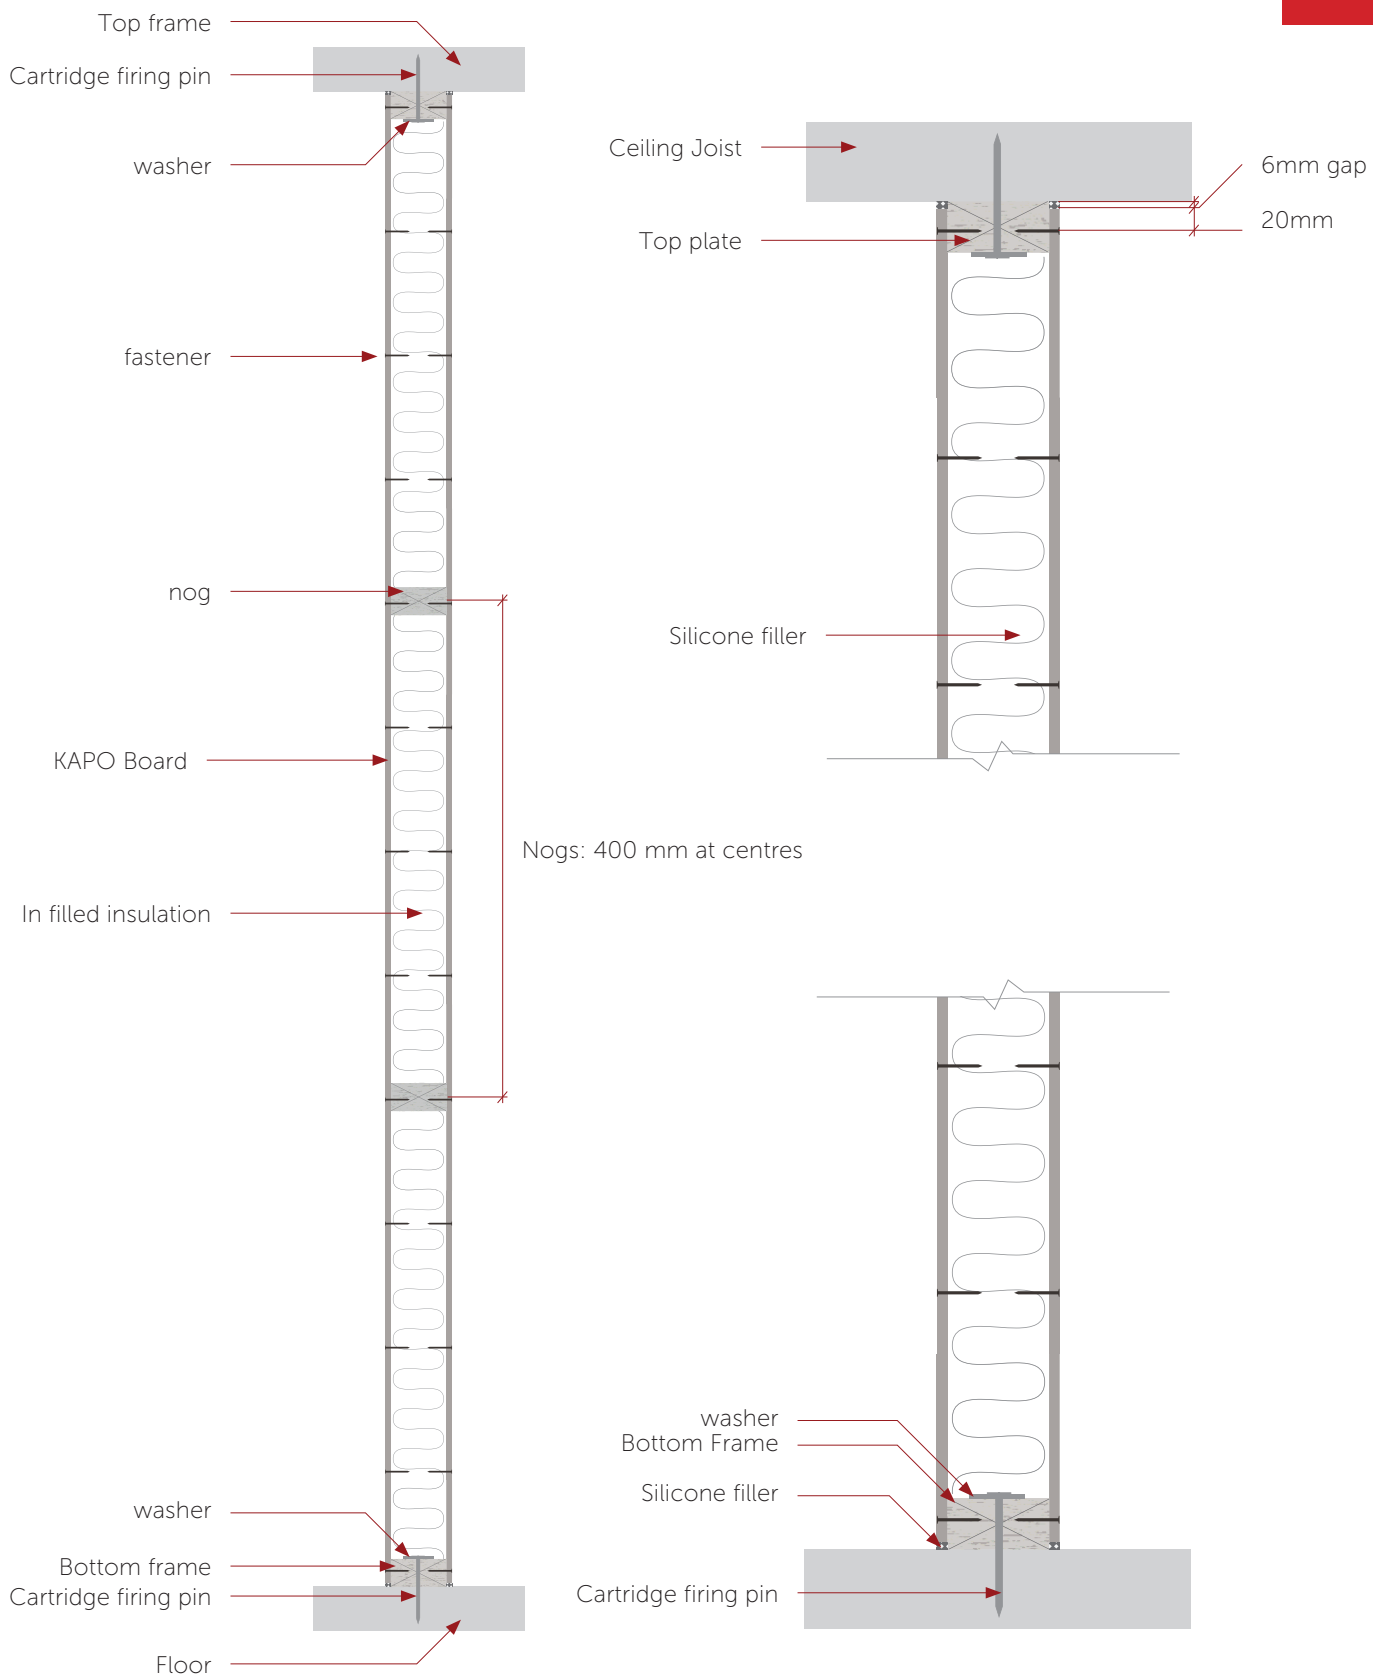 Top frame
Cartridge firing pin
washer
fastener
nog
KAPO Board
Nogs: 400 mm at centres
In filled insulation
washer
Bottom frame
Cartridge firing pin
Floor
Ceiling Joist
6mm gap
20mm
Top plate
Silicone filler
washer
Bottom Frame
Silicone filler
Cartridge firing pin